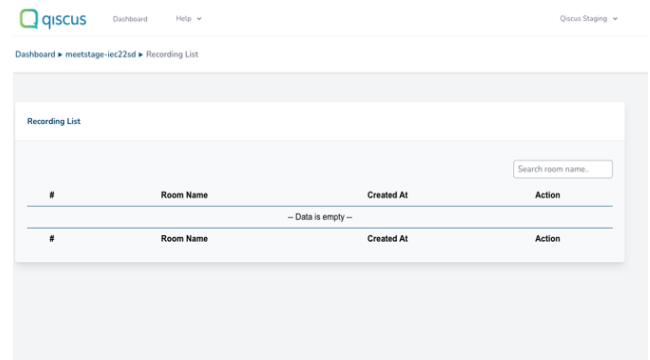 qiscus Dashboard Help Qiscus Staging
Dashboard ▸ meetstage-iec22sd ▸ Recording List
Recording List
Search room name..
# Room Name Created At Action
-- Data is empty --
# Room Name Created At Action